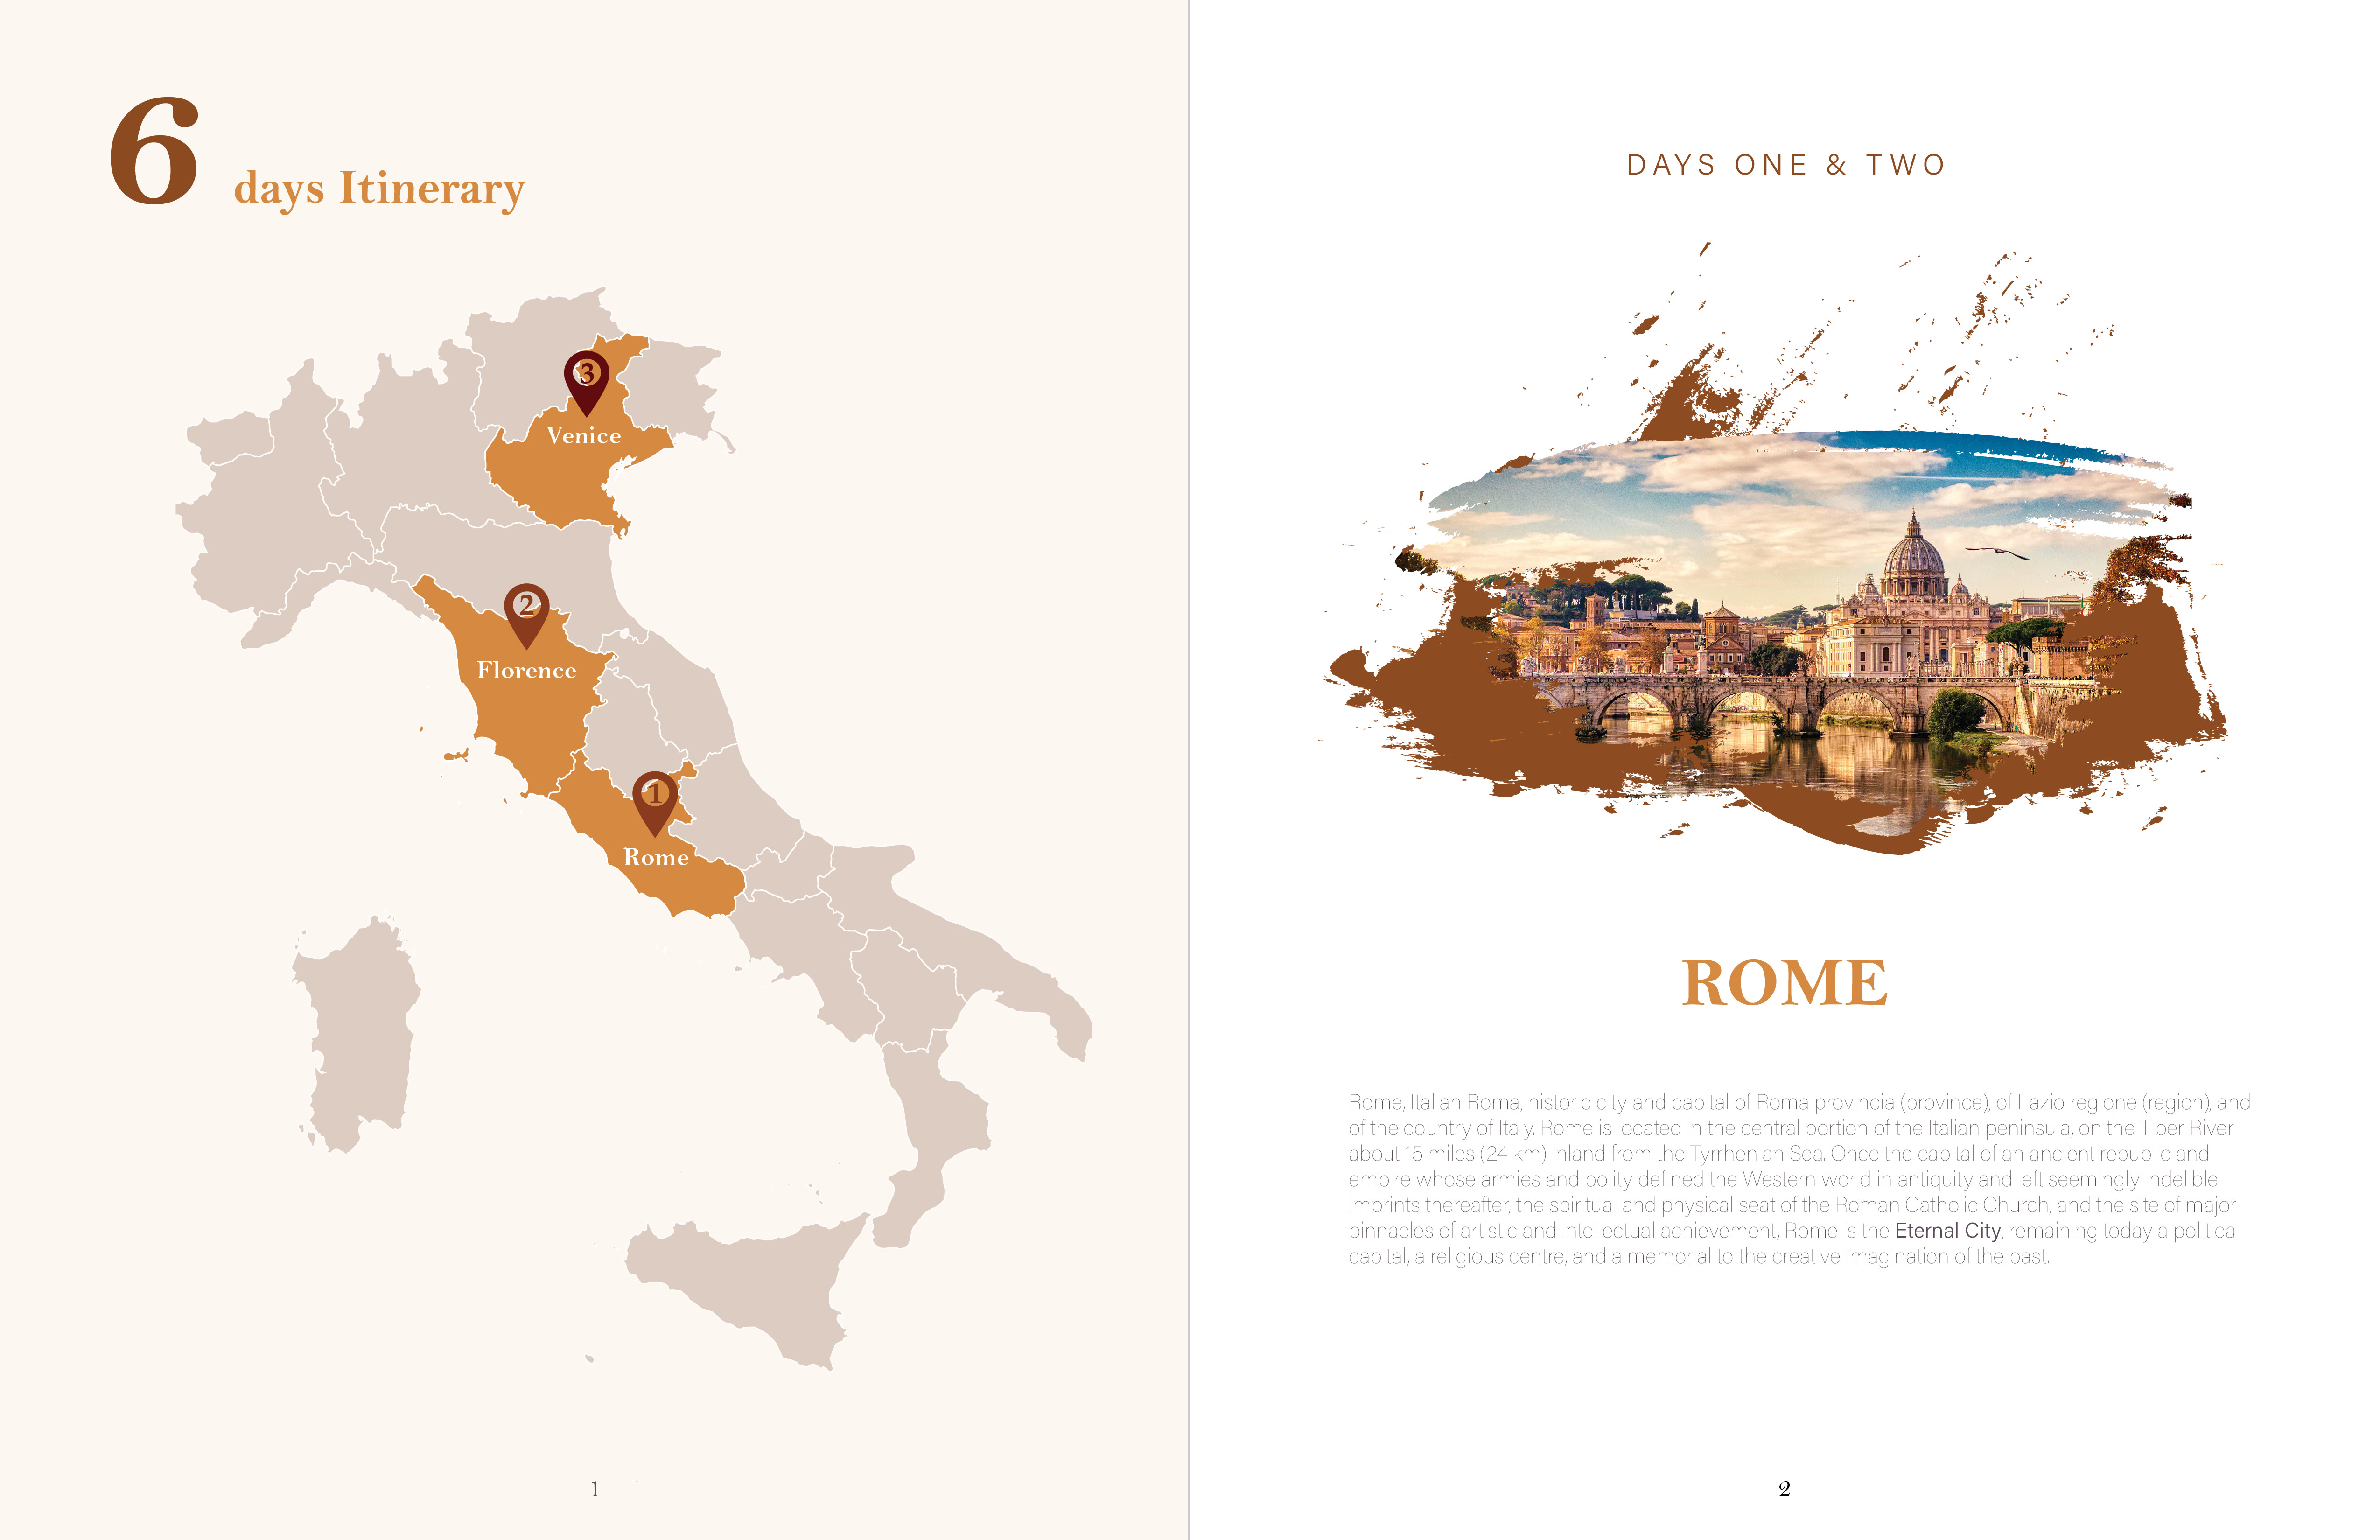 6 days Itinerary
3
Venice
2
Florence
1
Rome
1
DAYS ONE & TWO
ROME
Rome, Italian Roma, historic city and capital of Roma provincia (province), of Lazio regione (region), and
of the country of Italy. Rome is located in the central portion of the Italian peninsula, on the Tiber River
about 15 miles (24 km) inland from the Tyrrhenian Sea. Once the capital of an ancient republic and
empire whose armies and polity defined the Western world in antiquity and left seemingly indelible
imprints thereafter, the spiritual and physical seat of the Roman Catholic Church, and the site of major
pinnacles of artistic and intellectual achievement, Rome is the Eternal City, remaining today a political
capital, a religious centre, and a memorial to the creative imagination of the past.
2